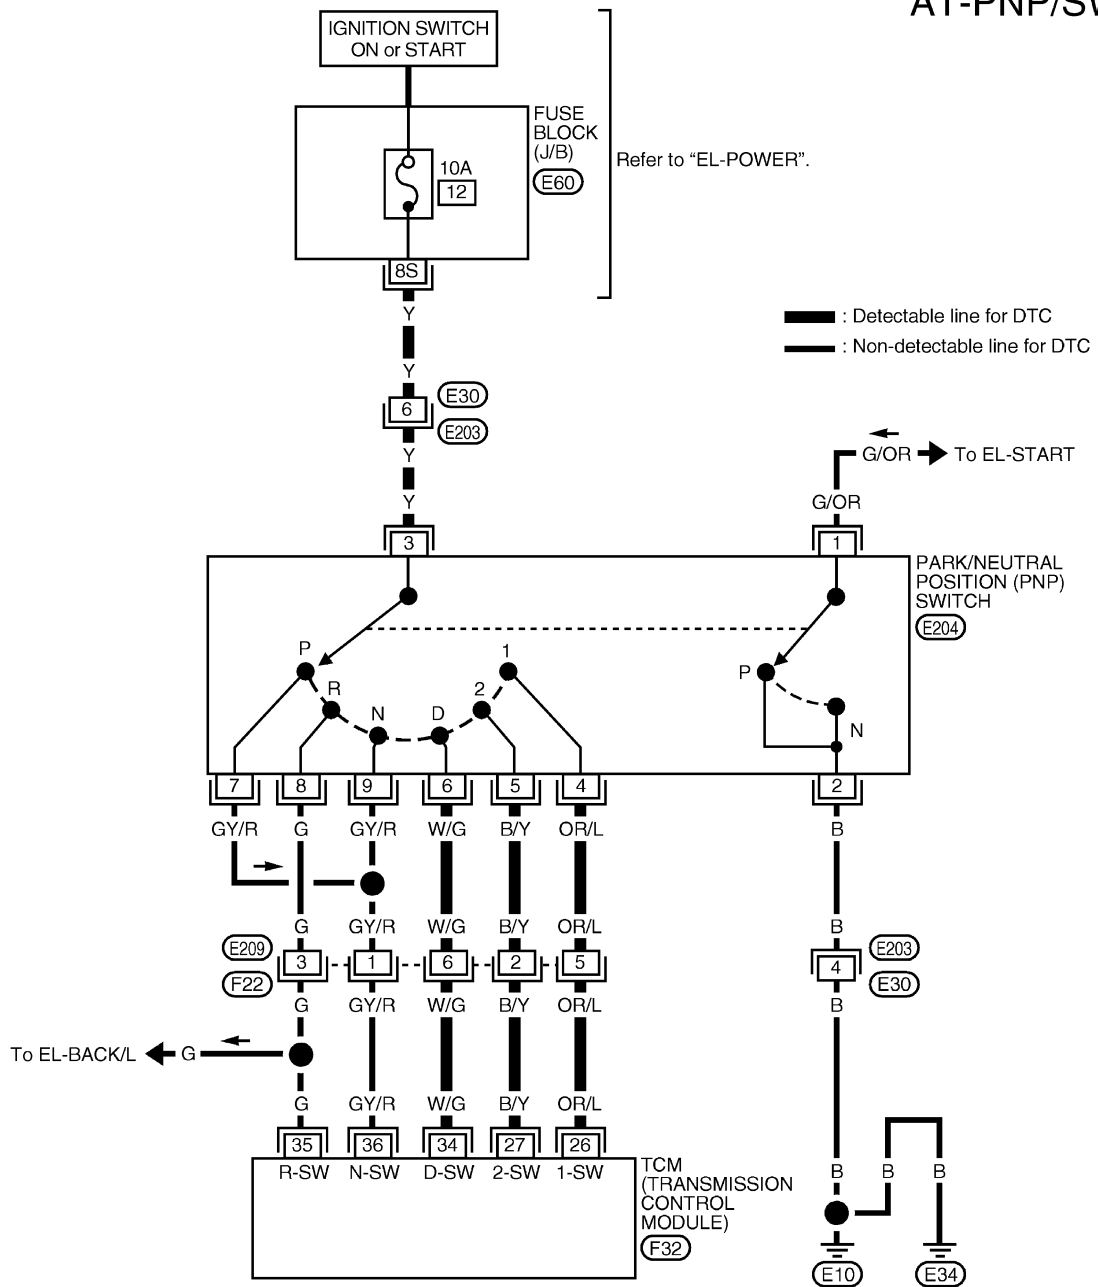 AT-PNP/SW
IGNITION SWITCH
ON or START
FUSE
BLOCK
(J/B)
E60
10A
12
Refer to “EL-POWER”.
8S
Y
: Detectable line for DTC
: Non-detectable line for DTC
Y
6
E30
E203
Y
G/OR
To EL-START
Y
G/OR
3
1
PARK/NEUTRAL
POSITION (PNP)
SWITCH
E204
P
R
N
D
2
1
P
N
7
8
9
6
5
4
2
GY/R
G
GY/R
W/G
B/Y
OR/L
B
G
GY/R
W/G
B/Y
OR/L
B
E209
F22
3
1
6
2
5
4
E203
E30
G
GY/R
W/G
B/Y
OR/L
B
To EL-BACK/L
G
G
GY/R
W/G
B/Y
OR/L
35
36
34
27
26
R-SW
N-SW
D-SW
2-SW
1-SW
TCM
(TRANSMISSION
CONTROL
MODULE)
F32
B
B
B
E10
E34